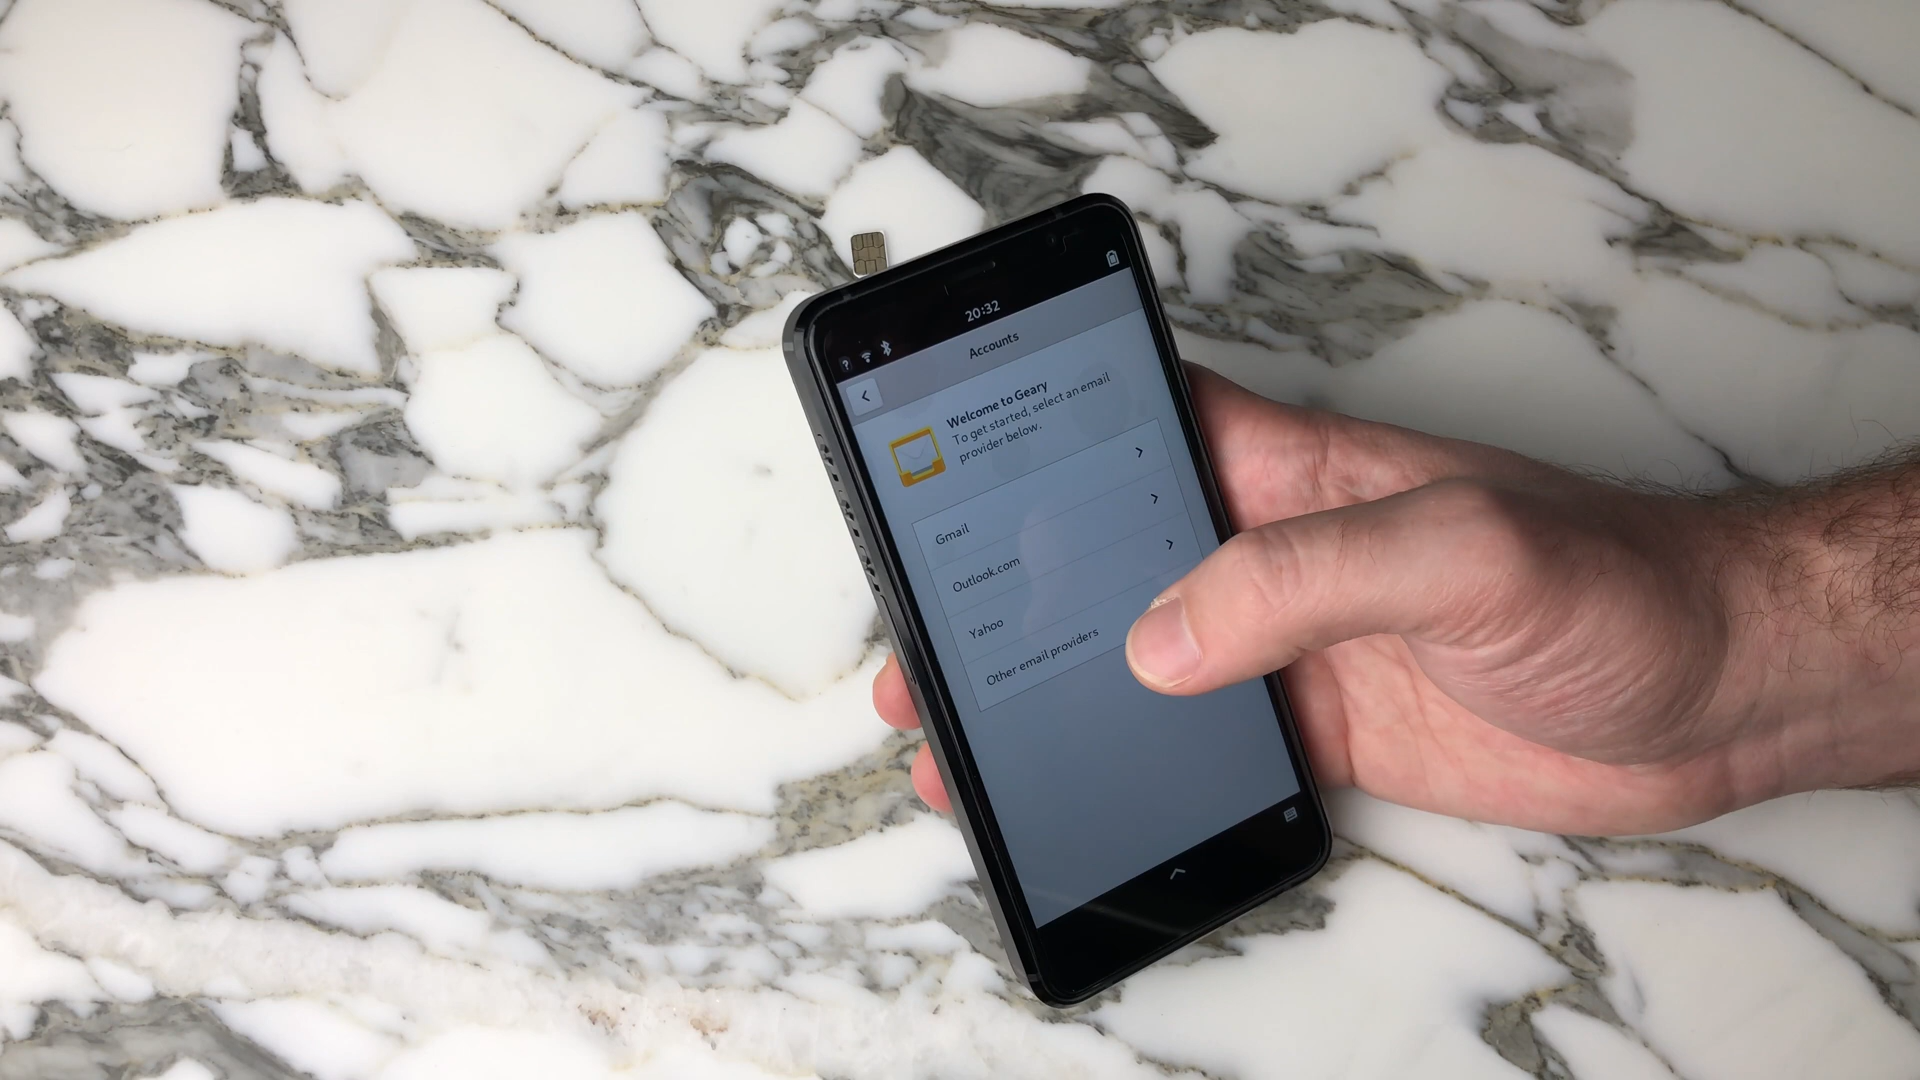 20:32
?
Accounts
Welcome to Geary
To get started, select an email
provider below.
Gmail
Outlook.com
Yahoo
Other email providers